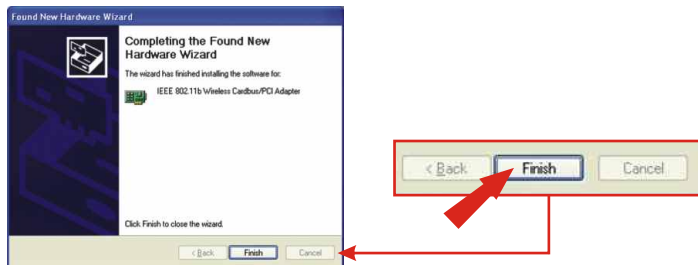 Found New Hardware Wizard
Completing the Found New
Hardware Wizard
The wizard has finished installing the software for:
IEEE 802.11b Wireless Cardbus/PCI Adapter
Click Finish to close the wizard.
< Back Finish Cancel
< Back Finish Cancel